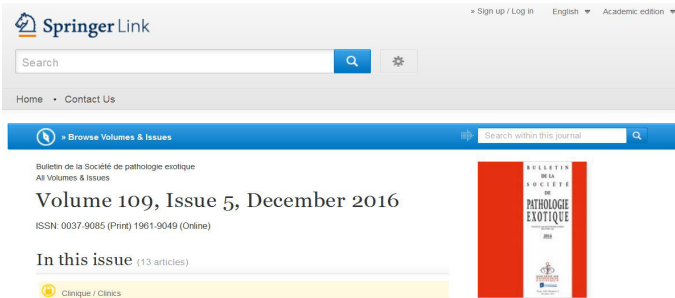 » Sign up / Log in English Academic edition
Springer Link
Search
Home • Contact Us
» Browse Volumes & Issues
Search within this journal
Bulletin de la Société de pathologie exotique
All Volumes & Issues
Volume 109, Issue 5, December 2016
ISSN: 0037-9085 (Print) 1961-9049 (Online)
In this issue (13 articles)
Clinique / Clinics
BULLETIN
DE LA
SOCIÉTÉ
DE
PATHOLOGIE
EXOTIQUE
2016